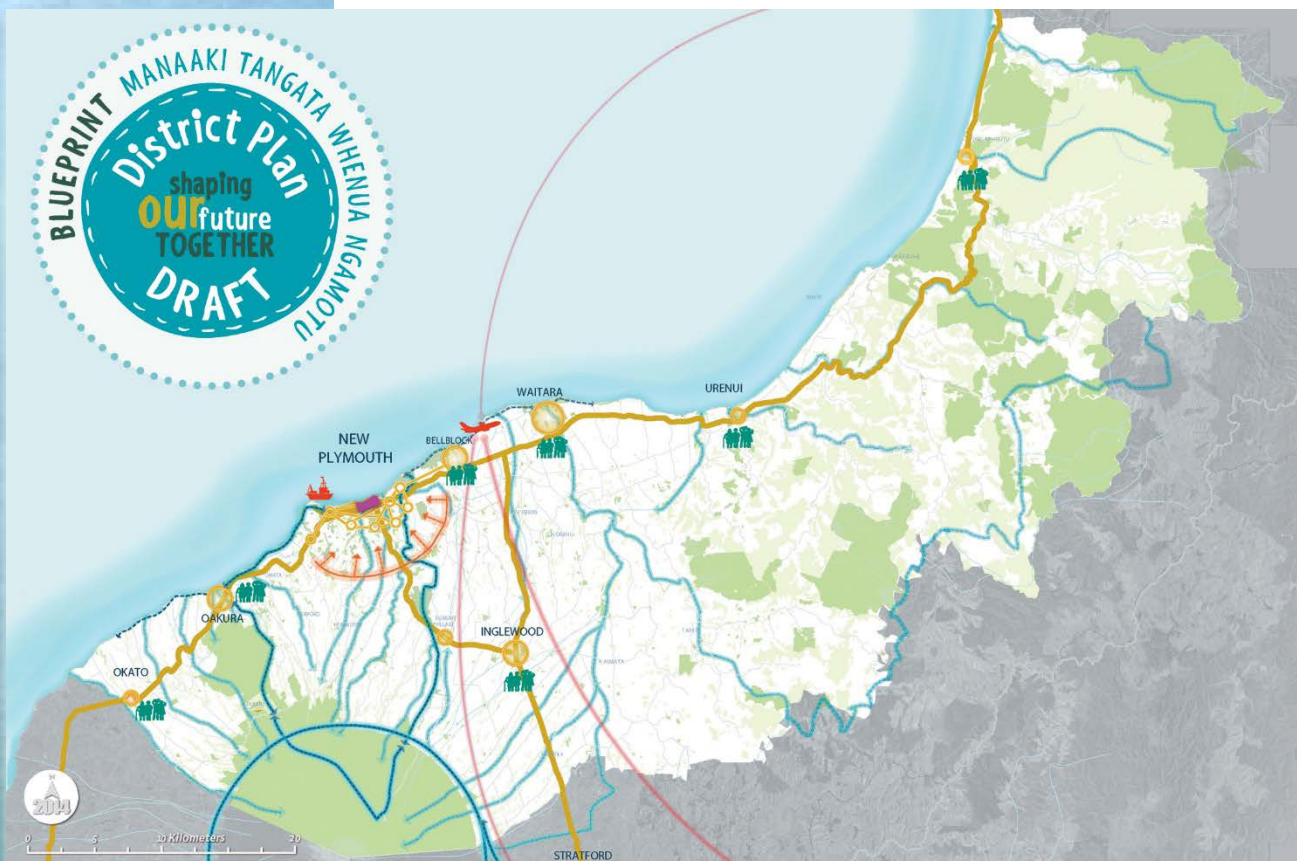 BLUEPRINT MANAAKI TANGATA WHENUA NGAMOTU
District Plan
shaping
our future
TOGETHER
DRAFT
WAITARA
URENUI
BELLBLOCK
NEW
PLYMOUTH
OAKURA
INGLEWOOD
OKATO
N
2014
0 5 10 Kilometers 20
STRATFORD